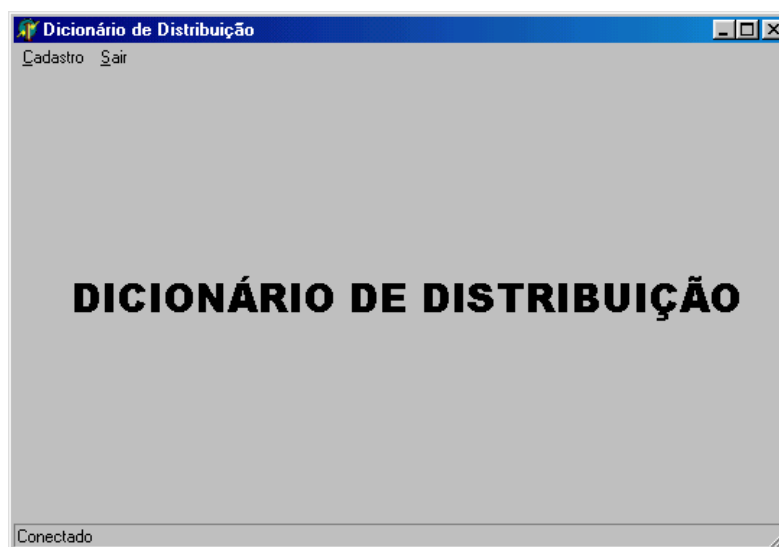 Dicionário de Distribuição
Cadastro Sair
DICIONÁRIO DE DISTRIBUIÇÃO
Conectado